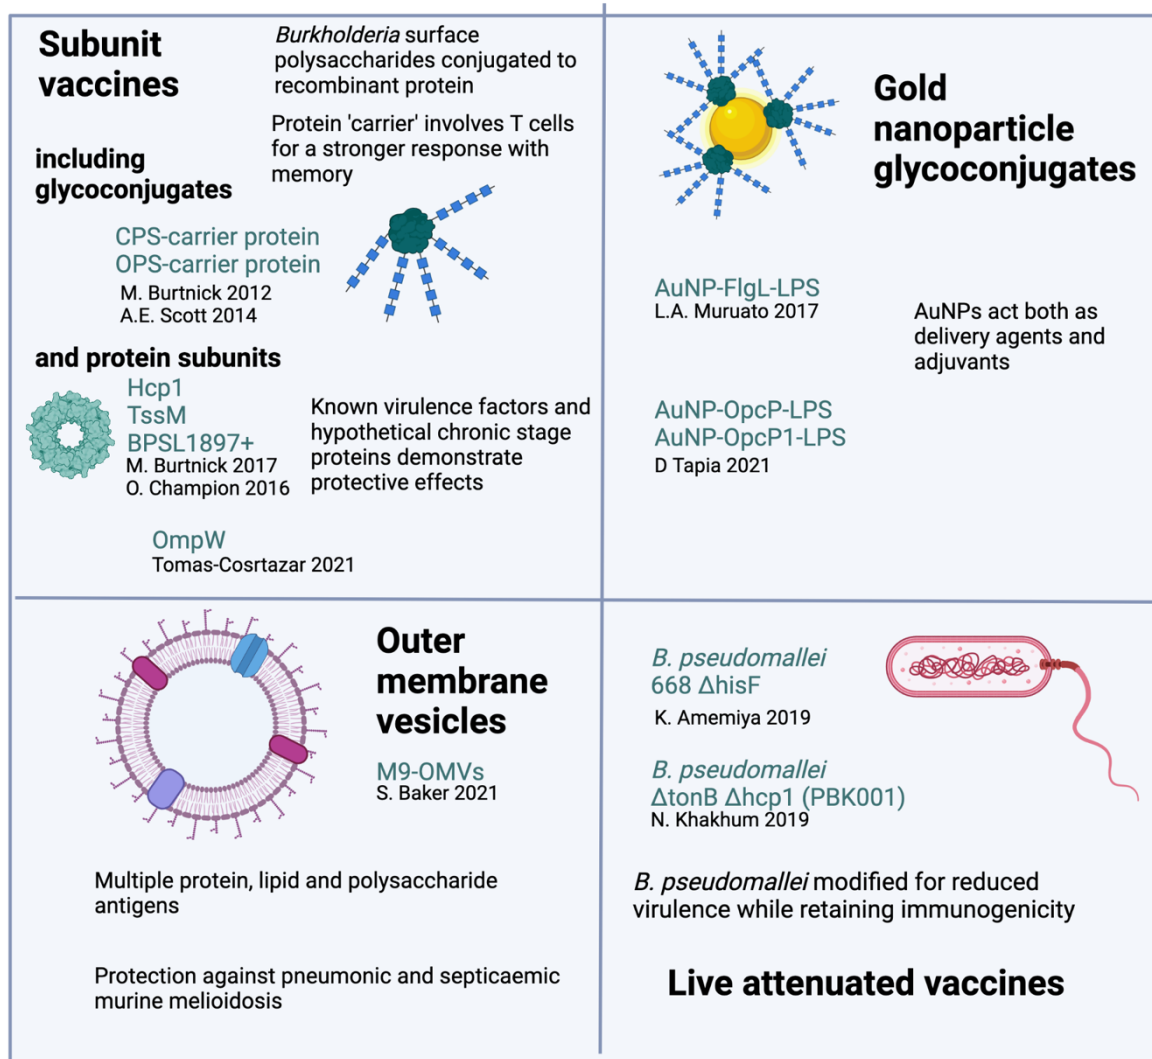 Subunit
vaccines
Burkholderia surface
polysaccharides conjugated to
recombinant protein
Protein 'carrier' involves T cells
for a stronger response with
memory
including
glycoconjugates
CPS-carrier protein
OPS-carrier protein
M. Burtnick 2012
A.E. Scott 2014
and protein subunits
Hcp1
TssM
BPSL1897+
M. Burtnick 2017
O. Champion 2016
Known virulence factors and
hypothetical chronic stage
proteins demonstrate
protective effects
OmpW
Tomas-Cosrtazar 2021
Gold
nanoparticle
glycoconjugates
AuNP-FlgL-LPS
L.A. Muruato 2017
AuNPs act both as
delivery agents and
adjuvants
AuNP-OpcP-LPS
AuNP-OpcP1-LPS
D Tapia 2021
Outer
membrane
vesicles
M9-OMVs
S. Baker 2021
Multiple protein, lipid and polysaccharide
antigens
Protection against pneumonic and septicaemic
murine melioidosis
B. pseudomallei
668 ΔhisF
K. Amemiya 2019
B. pseudomallei
ΔtonB Δhcp1 (PBK001)
N. Khakhum 2019
B. pseudomallei modified for reduced
virulence while retaining immunogenicity
Live attenuated vaccines